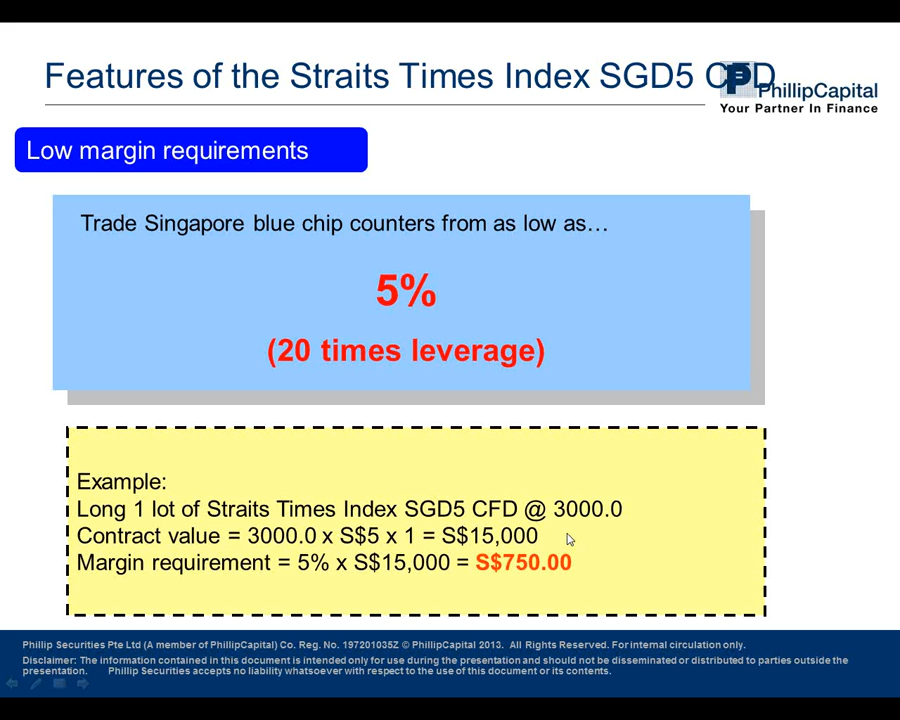 Features of the Straits Times Index SGD5 CFD
PhillipCapital
Your Partner In Finance
Low margin requirements
Trade Singapore blue chip counters from as low as…
5%
(20 times leverage)
Example:
Long 1 lot of Straits Times Index SGD5 CFD @ 3000.0
Contract value = 3000.0 x S$5 x 1 = S$15,000
Margin requirement = 5% x S$15,000 = S$750.00
Phillip Securities Pte Ltd (A member of PhillipCapital) Co. Reg. No. 197201035Z © PhillipCapital 2013. All Rights Reserved. For internal circulation only.
Disclaimer: The information contained in this document is intended only for use during the presentation and should not be disseminated or distributed to parties outside the
presentation. Phillip Securities accepts no liability whatsoever with respect to the use of this document or its contents.